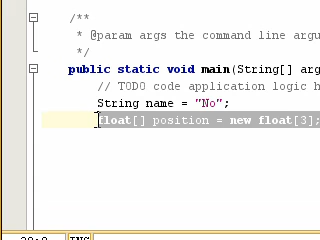 /**
* @param args the command line argu
*/
public static void main(String[] arg
// TODO code application logic h
String name = "No";
float[] position = new float[3];
INS